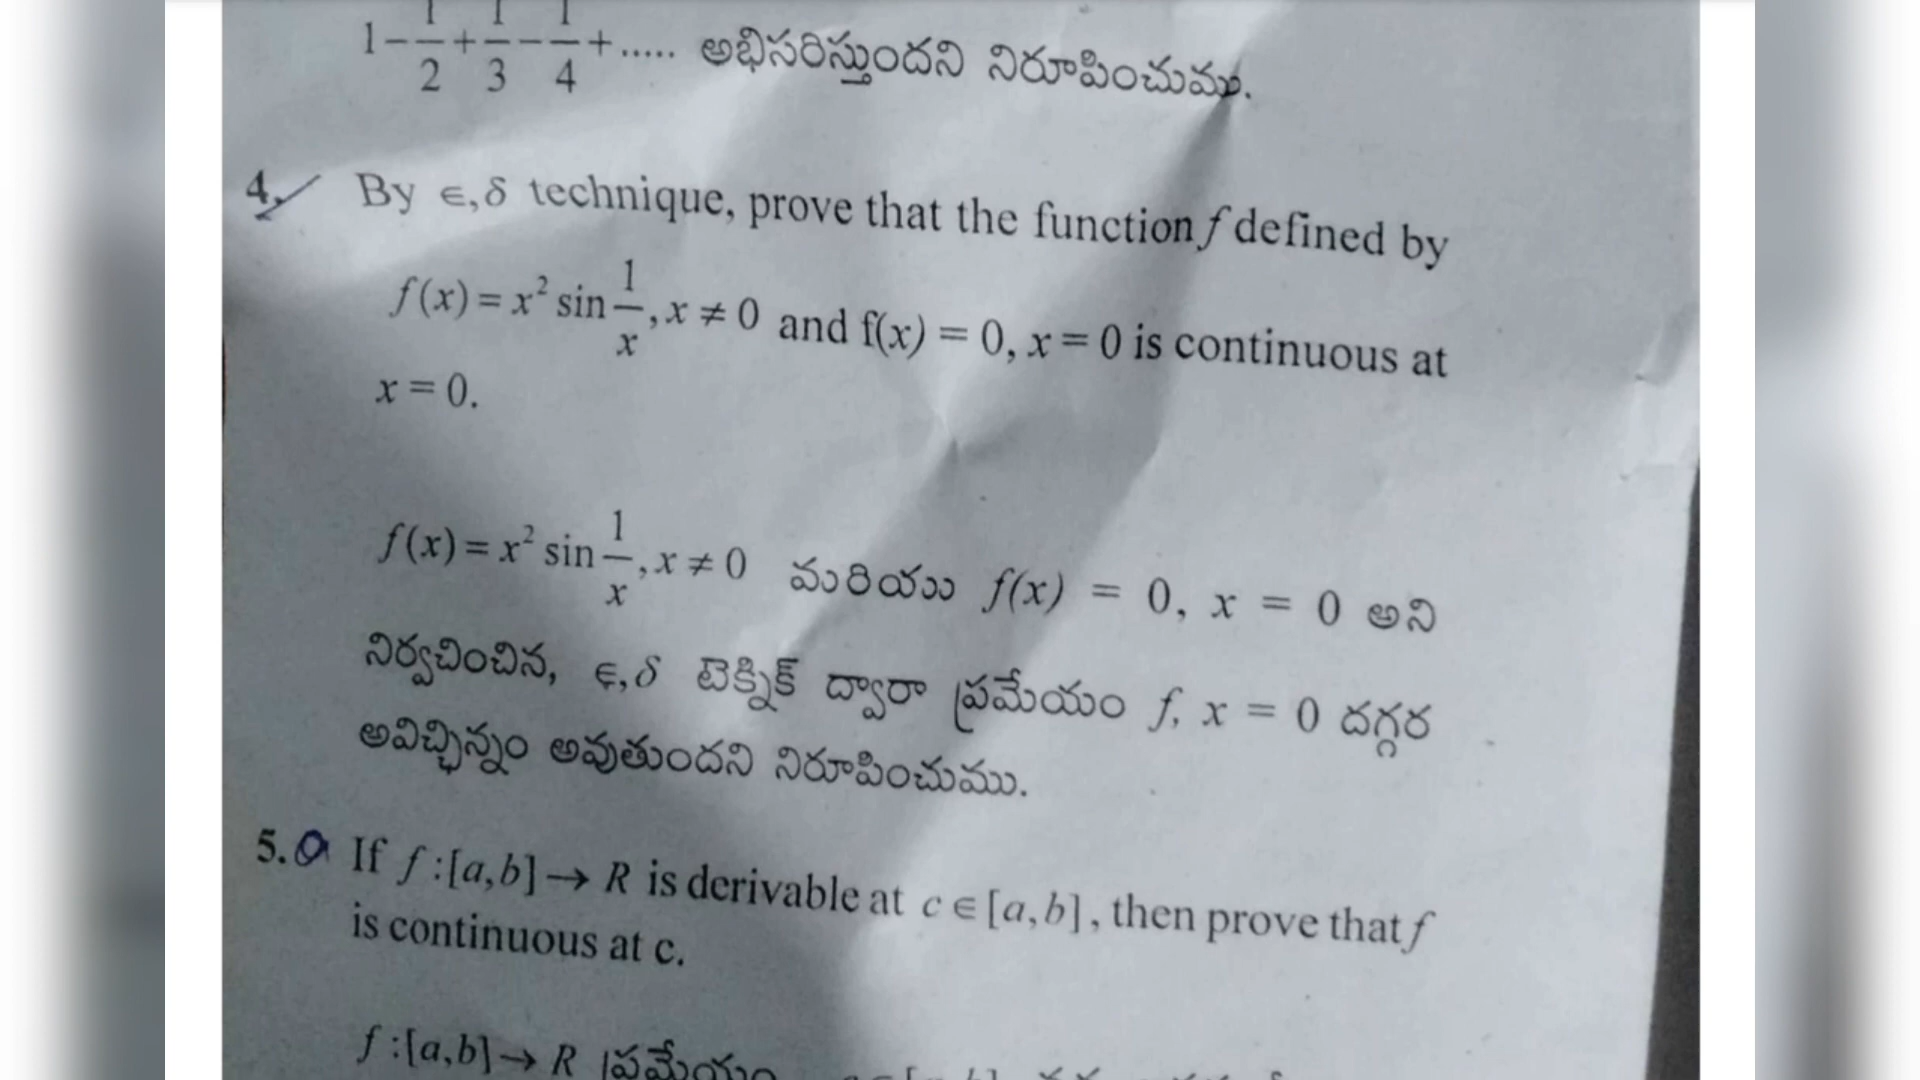 1 - 1/2 + 1/3 - 1/4 + ..... అభిసరిస్తుందని నిరూపించుము.
4. By ∈,δ technique, prove that the function f defined by
f(x) = x² sin 1/x, x ≠ 0 and f(x) = 0, x = 0 is continuous at
x = 0.
f(x) = x² sin 1/x, x ≠ 0 మరియు f(x) = 0, x = 0 అని
నిర్వచించిన, ∈,δ టెక్నిక్ ద్వారా ప్రమేయం f, x = 0 దగ్గర
అవిచ్ఛిన్నం అవుతుందని నిరూపించుము.
5. If f :[a,b] → R is derivable at c ∈ [a,b], then prove that f
is continuous at c.
f :[a,b] → R ప్రమేయం